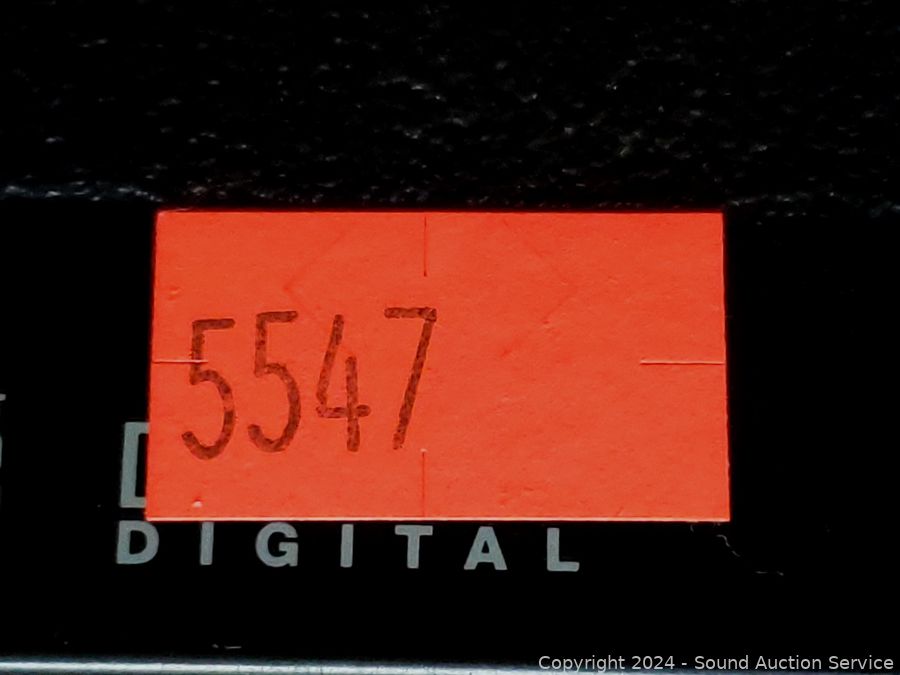 5547
DIGITAL
Copyright 2024 - Sound Auction Service